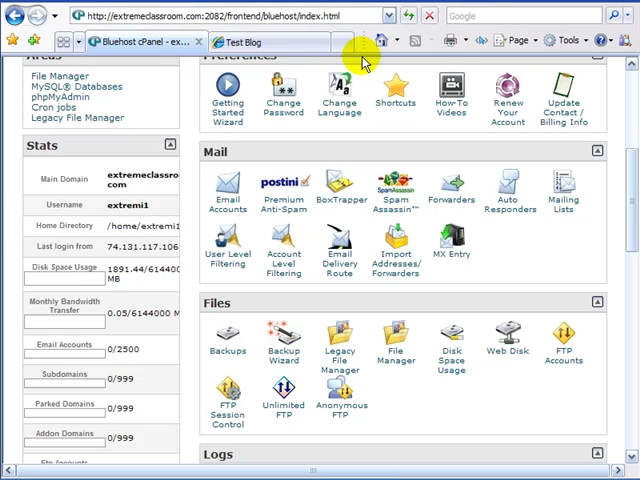 http://extremeclassroom.com:2082/frontend/bluehost/index.html
Google
Bluehost cPanel - ex...
Test Blog
Page
Tools
Areas
File Manager
MySQL® Databases
phpMyAdmin
Cron jobs
Legacy File Manager
Stats
Main Domain
extremeclassroom.
com
Username
extremi1
Home Directory
/home/extremi1
Last login from
74.131.117.106
Disk Space Usage
1891.44/6144000
MB
Monthly Bandwidth
Transfer
0.05/6144000 M
Email Accounts
0/2500
Subdomains
0/999
Parked Domains
0/999
Addon Domains
0/999
Ftp Accounts
Preferences
Getting
Started
Wizard
Change
Password
Change
Language
Shortcuts
How-To
Videos
Renew
Your
Account
Update
Contact /
Billing Info
Mail
Email
Accounts
postini
Premium
Anti-Spam
BoxTrapper
SpamAssassin
Spam
Assassin™
Forwarders
Auto
Responders
Mailing
Lists
User Level
Filtering
Account
Level
Filtering
Email
Delivery
Route
Import
Addresses/
Forwarders
MX Entry
Files
Backups
Backup
Wizard
Legacy
File
Manager
File
Manager
Disk
Space
Usage
Web Disk
FTP
Accounts
FTP
Session
Control
Unlimited
FTP
Anonymous
FTP
Logs